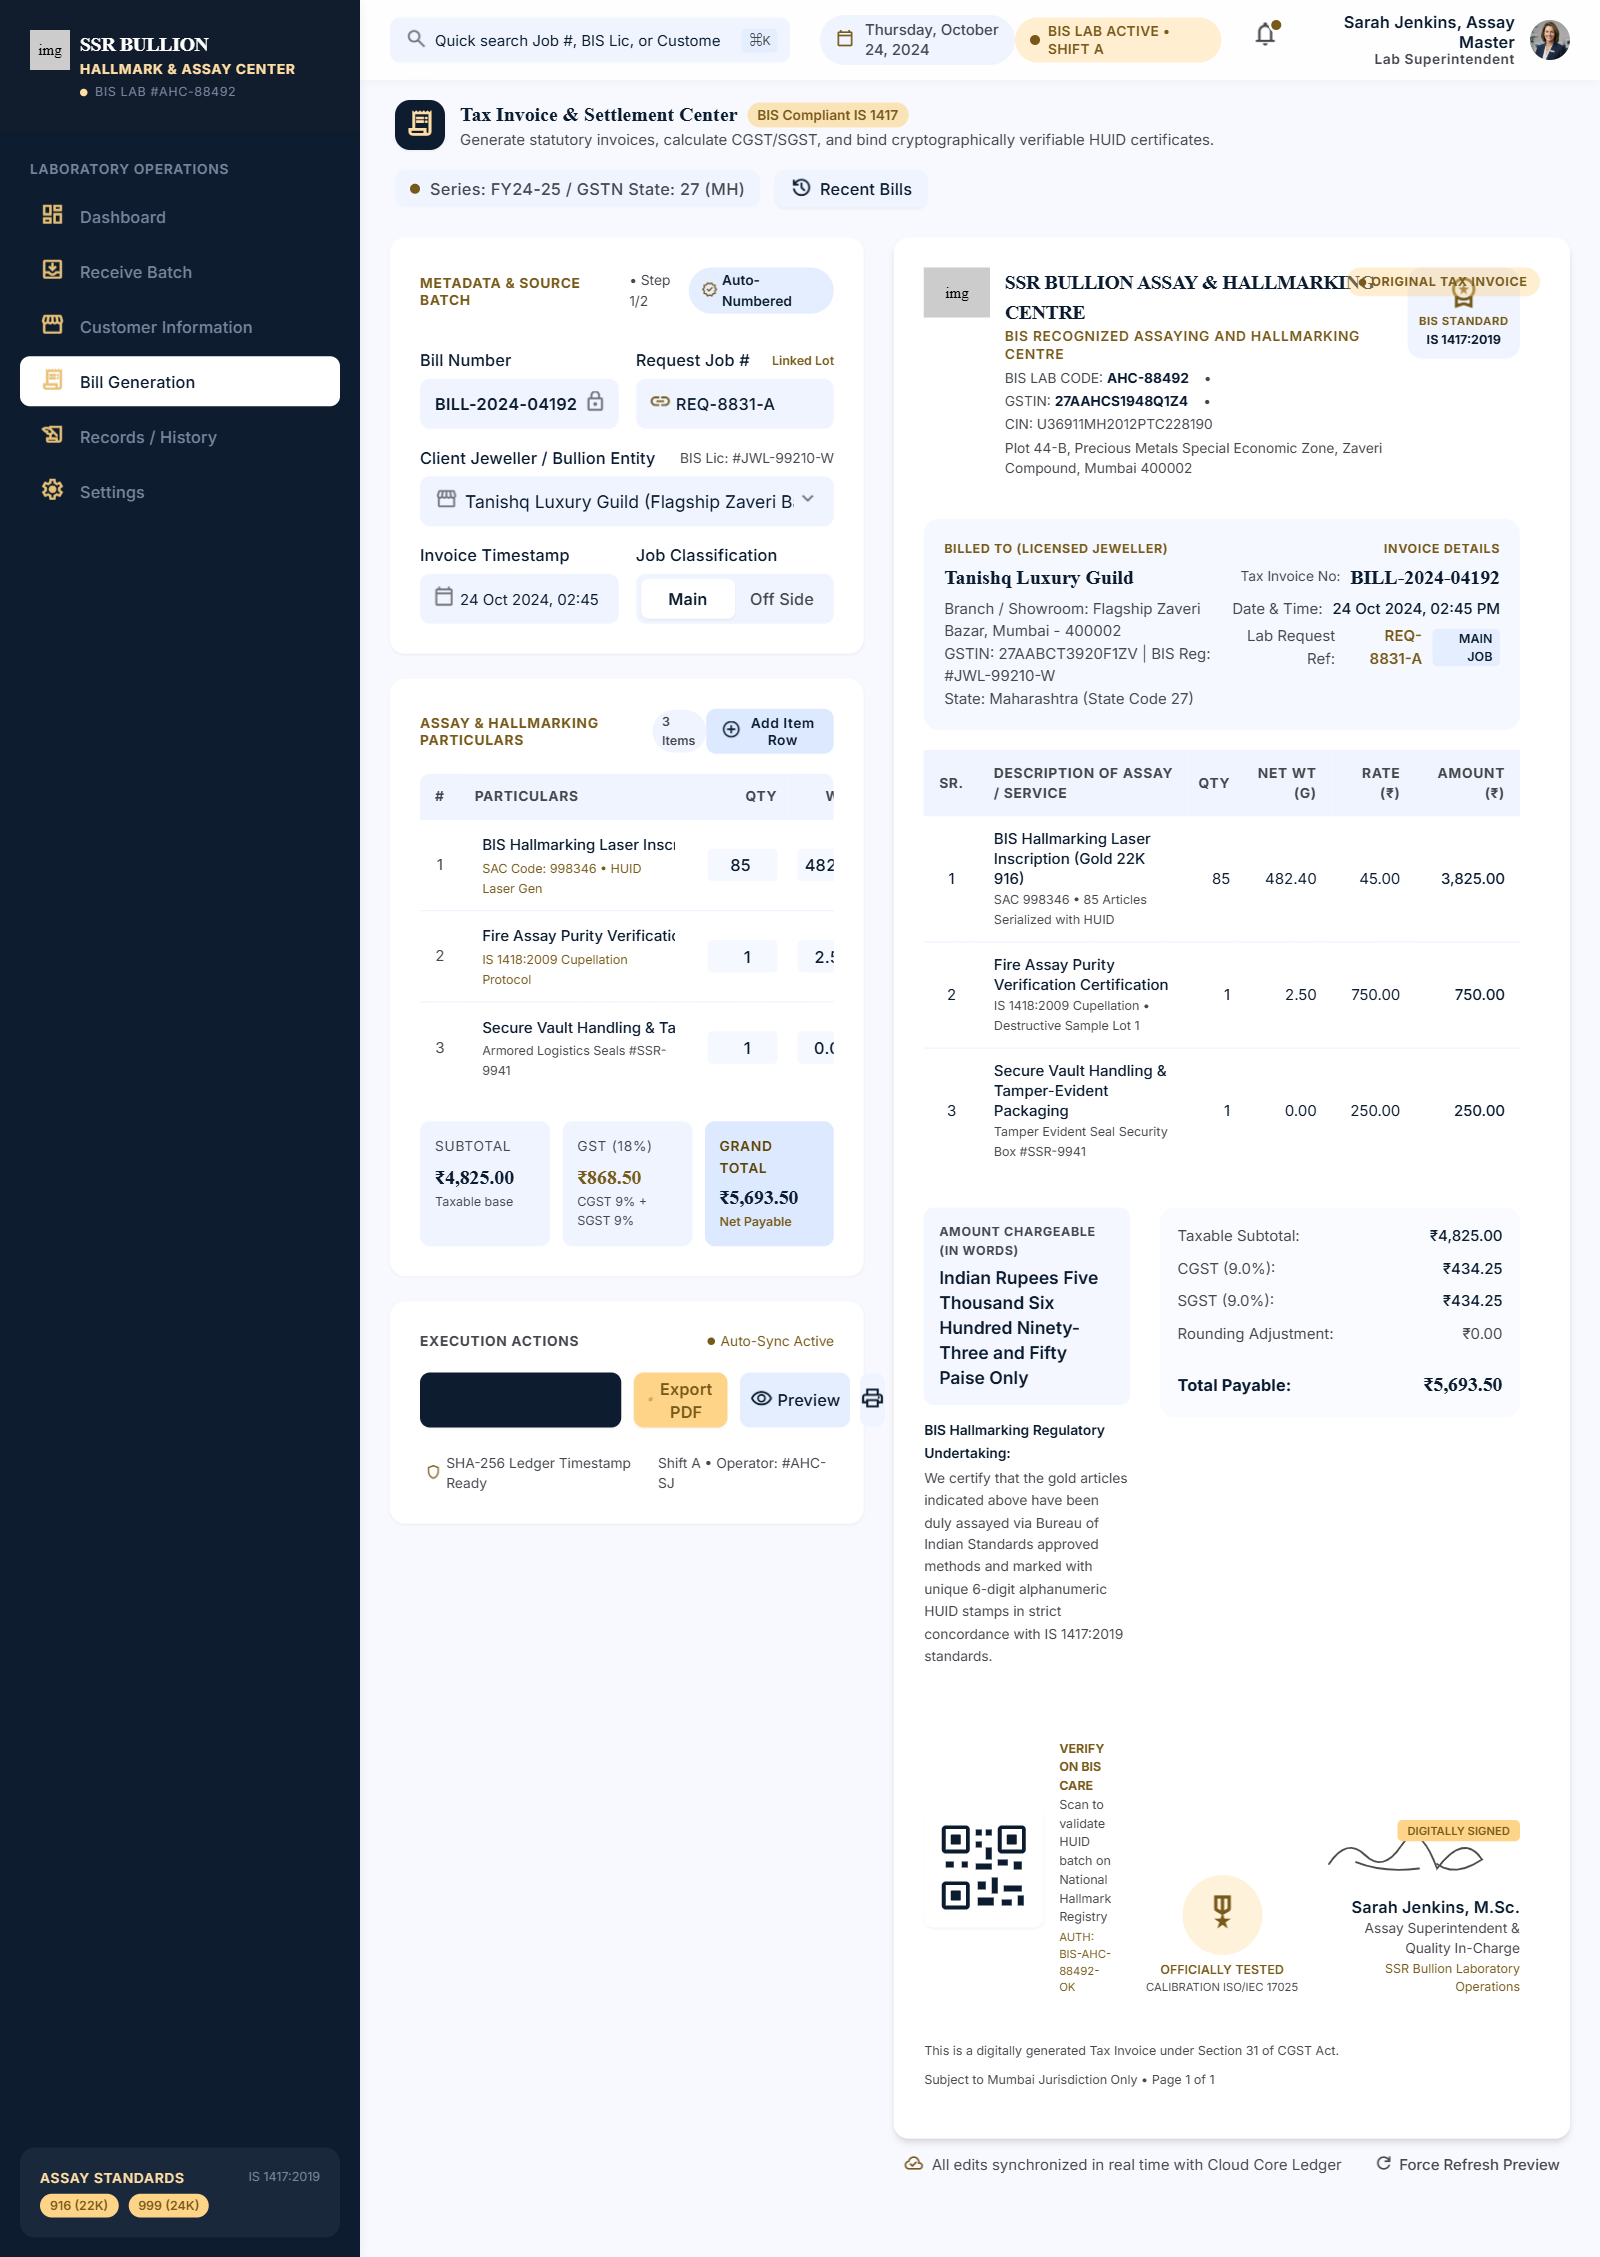 img
SSR BULLION
HALLMARK & ASSAY CENTER
BIS LAB #AHC-88492
LABORATORY OPERATIONS
Dashboard
Receive Batch
Customer Information
Bill Generation
Records / History
Settings
ASSAY STANDARDS
IS 1417:2019
916 (22K)
999 (24K)
Quick search Job #, BIS Lic, or Custome
⌘K
Thursday, October
24, 2024
BIS LAB ACTIVE •
SHIFT A
Sarah Jenkins, Assay
Master
Lab Superintendent
Tax Invoice & Settlement Center
BIS Compliant IS 1417
Generate statutory invoices, calculate CGST/SGST, and bind cryptographically verifiable HUID certificates.
Series: FY24-25 / GSTN State: 27 (MH)
Recent Bills
METADATA & SOURCE
BATCH
• Step
1/2
Auto-
Numbered
Bill Number
BILL-2024-04192
Request Job #
Linked Lot
REQ-8831-A
Client Jeweller / Bullion Entity
BIS Lic: #JWL-99210-W
Tanishq Luxury Guild (Flagship Zaveri Ba
Invoice Timestamp
24 Oct 2024, 02:45
Job Classification
Main
Off Side
ASSAY & HALLMARKING
PARTICULARS
3
Items
Add Item
Row
#
PARTICULARS
QTY
W
1
BIS Hallmarking Laser Inscr
SAC Code: 998346 • HUID
Laser Gen
85
482
2
Fire Assay Purity Verificatio
IS 1418:2009 Cupellation
Protocol
1
2.5
3
Secure Vault Handling & Ta
Armored Logistics Seals #SSR-
9941
1
0.0
SUBTOTAL
₹4,825.00
Taxable base
GST (18%)
₹868.50
CGST 9% +
SGST 9%
GRAND
TOTAL
₹5,693.50
Net Payable
EXECUTION ACTIONS
Auto-Sync Active
Export
PDF
Preview
SHA-256 Ledger Timestamp
Ready
Shift A • Operator: #AHC-
SJ
img
SSR BULLION ASSAY & HALLMARKING
CENTRE
ORIGINAL TAX INVOICE
BIS STANDARD
IS 1417:2019
BIS RECOGNIZED ASSAYING AND HALLMARKING
CENTRE
BIS LAB CODE: AHC-88492 •
GSTIN: 27AAHCS1948Q1Z4 •
CIN: U36911MH2012PTC228190
Plot 44-B, Precious Metals Special Economic Zone, Zaveri
Compound, Mumbai 400002
BILLED TO (LICENSED JEWELLER)
Tanishq Luxury Guild
Branch / Showroom: Flagship Zaveri
Bazar, Mumbai - 400002
GSTIN: 27AABCT3920F1ZV | BIS Reg:
#JWL-99210-W
State: Maharashtra (State Code 27)
INVOICE DETAILS
Tax Invoice No: BILL-2024-04192
Date & Time: 24 Oct 2024, 02:45 PM
Lab Request
Ref:
REQ-
8831-A
MAIN
JOB
SR.
DESCRIPTION OF ASSAY
/ SERVICE
QTY
NET WT
(G)
RATE
(₹)
AMOUNT
(₹)
1
BIS Hallmarking Laser
Inscription (Gold 22K
916)
SAC 998346 • 85 Articles
Serialized with HUID
85
482.40
45.00
3,825.00
2
Fire Assay Purity
Verification Certification
IS 1418:2009 Cupellation •
Destructive Sample Lot 1
1
2.50
750.00
750.00
3
Secure Vault Handling &
Tamper-Evident
Packaging
Tamper Evident Seal Security
Box #SSR-9941
1
0.00
250.00
250.00
AMOUNT CHARGEABLE
(IN WORDS)
Indian Rupees Five
Thousand Six
Hundred Ninety-
Three and Fifty
Paise Only
Taxable Subtotal: ₹4,825.00
CGST (9.0%): ₹434.25
SGST (9.0%): ₹434.25
Rounding Adjustment: ₹0.00
Total Payable: ₹5,693.50
BIS Hallmarking Regulatory
Undertaking:
We certify that the gold articles
indicated above have been
duly assayed via Bureau of
Indian Standards approved
methods and marked with
unique 6-digit alphanumeric
HUID stamps in strict
concordance with IS 1417:2019
standards.
VERIFY
ON BIS
CARE
Scan to
validate
HUID
batch on
National
Hallmark
Registry
AUTH:
BIS-AHC-
88492-
OK
OFFICIALLY TESTED
CALIBRATION ISO/IEC 17025
DIGITALLY SIGNED
Sarah Jenkins, M.Sc.
Assay Superintendent &
Quality In-Charge
SSR Bullion Laboratory
Operations
This is a digitally generated Tax Invoice under Section 31 of CGST Act.
Subject to Mumbai Jurisdiction Only • Page 1 of 1
All edits synchronized in real time with Cloud Core Ledger
Force Refresh Preview